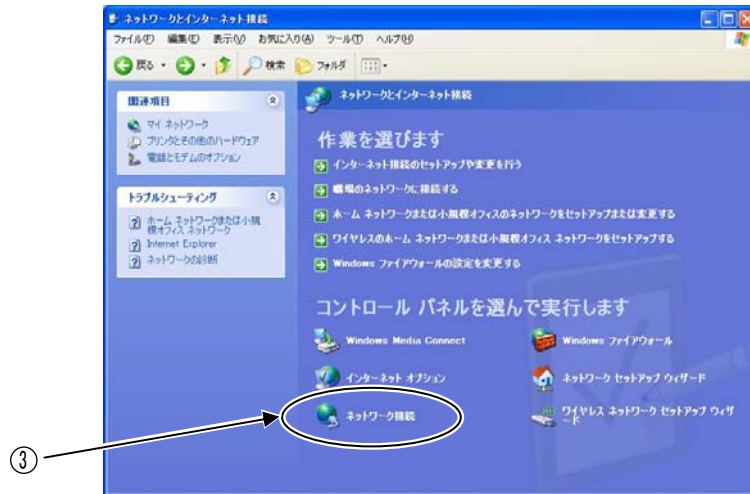 ネットワークとインターネット接続
ファイル(F) 編集(E) 表示(V) お気に入り(A) ツール(T) ヘルプ(H)
戻る 検索 フォルダ
関連項目
マイ ネットワーク
プリンタとその他のハードウェア
電話とモデムのオプション
トラブルシューティング
ホーム ネットワークまたは小規
模オフィス ネットワーク
Internet Explorer
ネットワークの診断
ネットワークとインターネット接続
作業を選びます
インターネット接続のセットアップや変更を行う
職場のネットワークに接続する
ホーム ネットワークまたは小規模オフィスのネットワークをセットアップまたは変更する
ワイヤレスのホーム ネットワークまたは小規模オフィス ネットワークをセットアップする
Windows ファイアウォールの設定を変更する
コントロール パネルを選んで実行します
Windows Media Connect
Windows ファイアウォール
インターネット オプション
ネットワーク セットアップ ウィザード
ネットワーク接続
ワイヤレス ネットワーク セットアップ ウィザ
ード
③